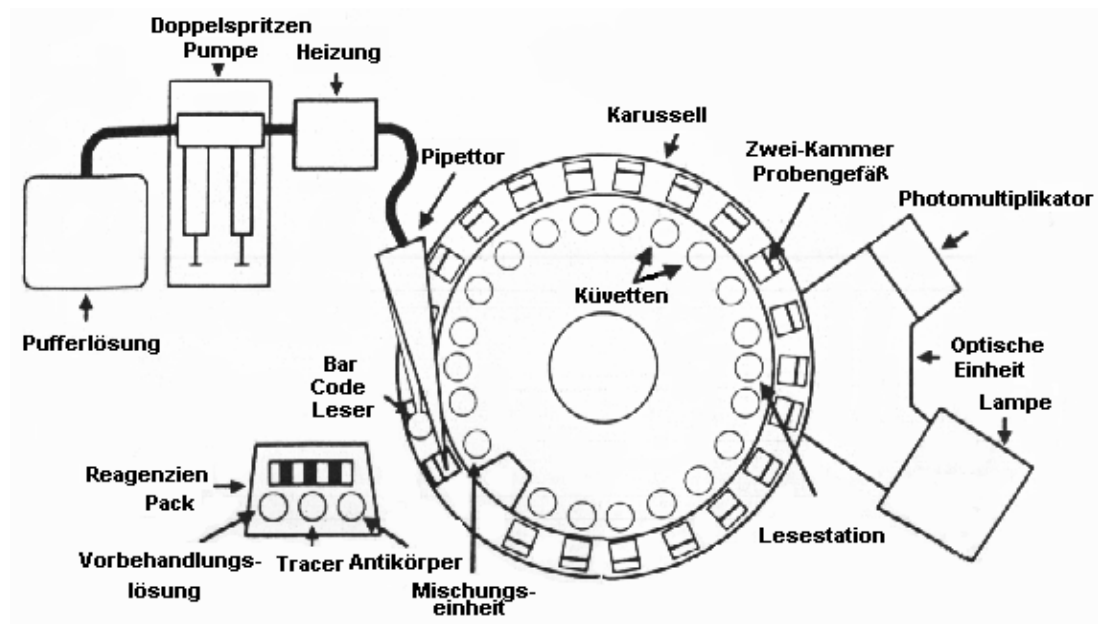 Doppelspritzen
Pumpe
Heizung
Karussell
Pipettor
Zwei-Kammer
Probengefäß
Photomultiplikator
Küvetten
Pufferlösung
Bar
Code
Leser
Optische
Einheit
Lampe
Reagenzien
Pack
Lesestation
Vorbehandlungs-
lösung
Tracer
Antikörper
Mischungs-
einheit